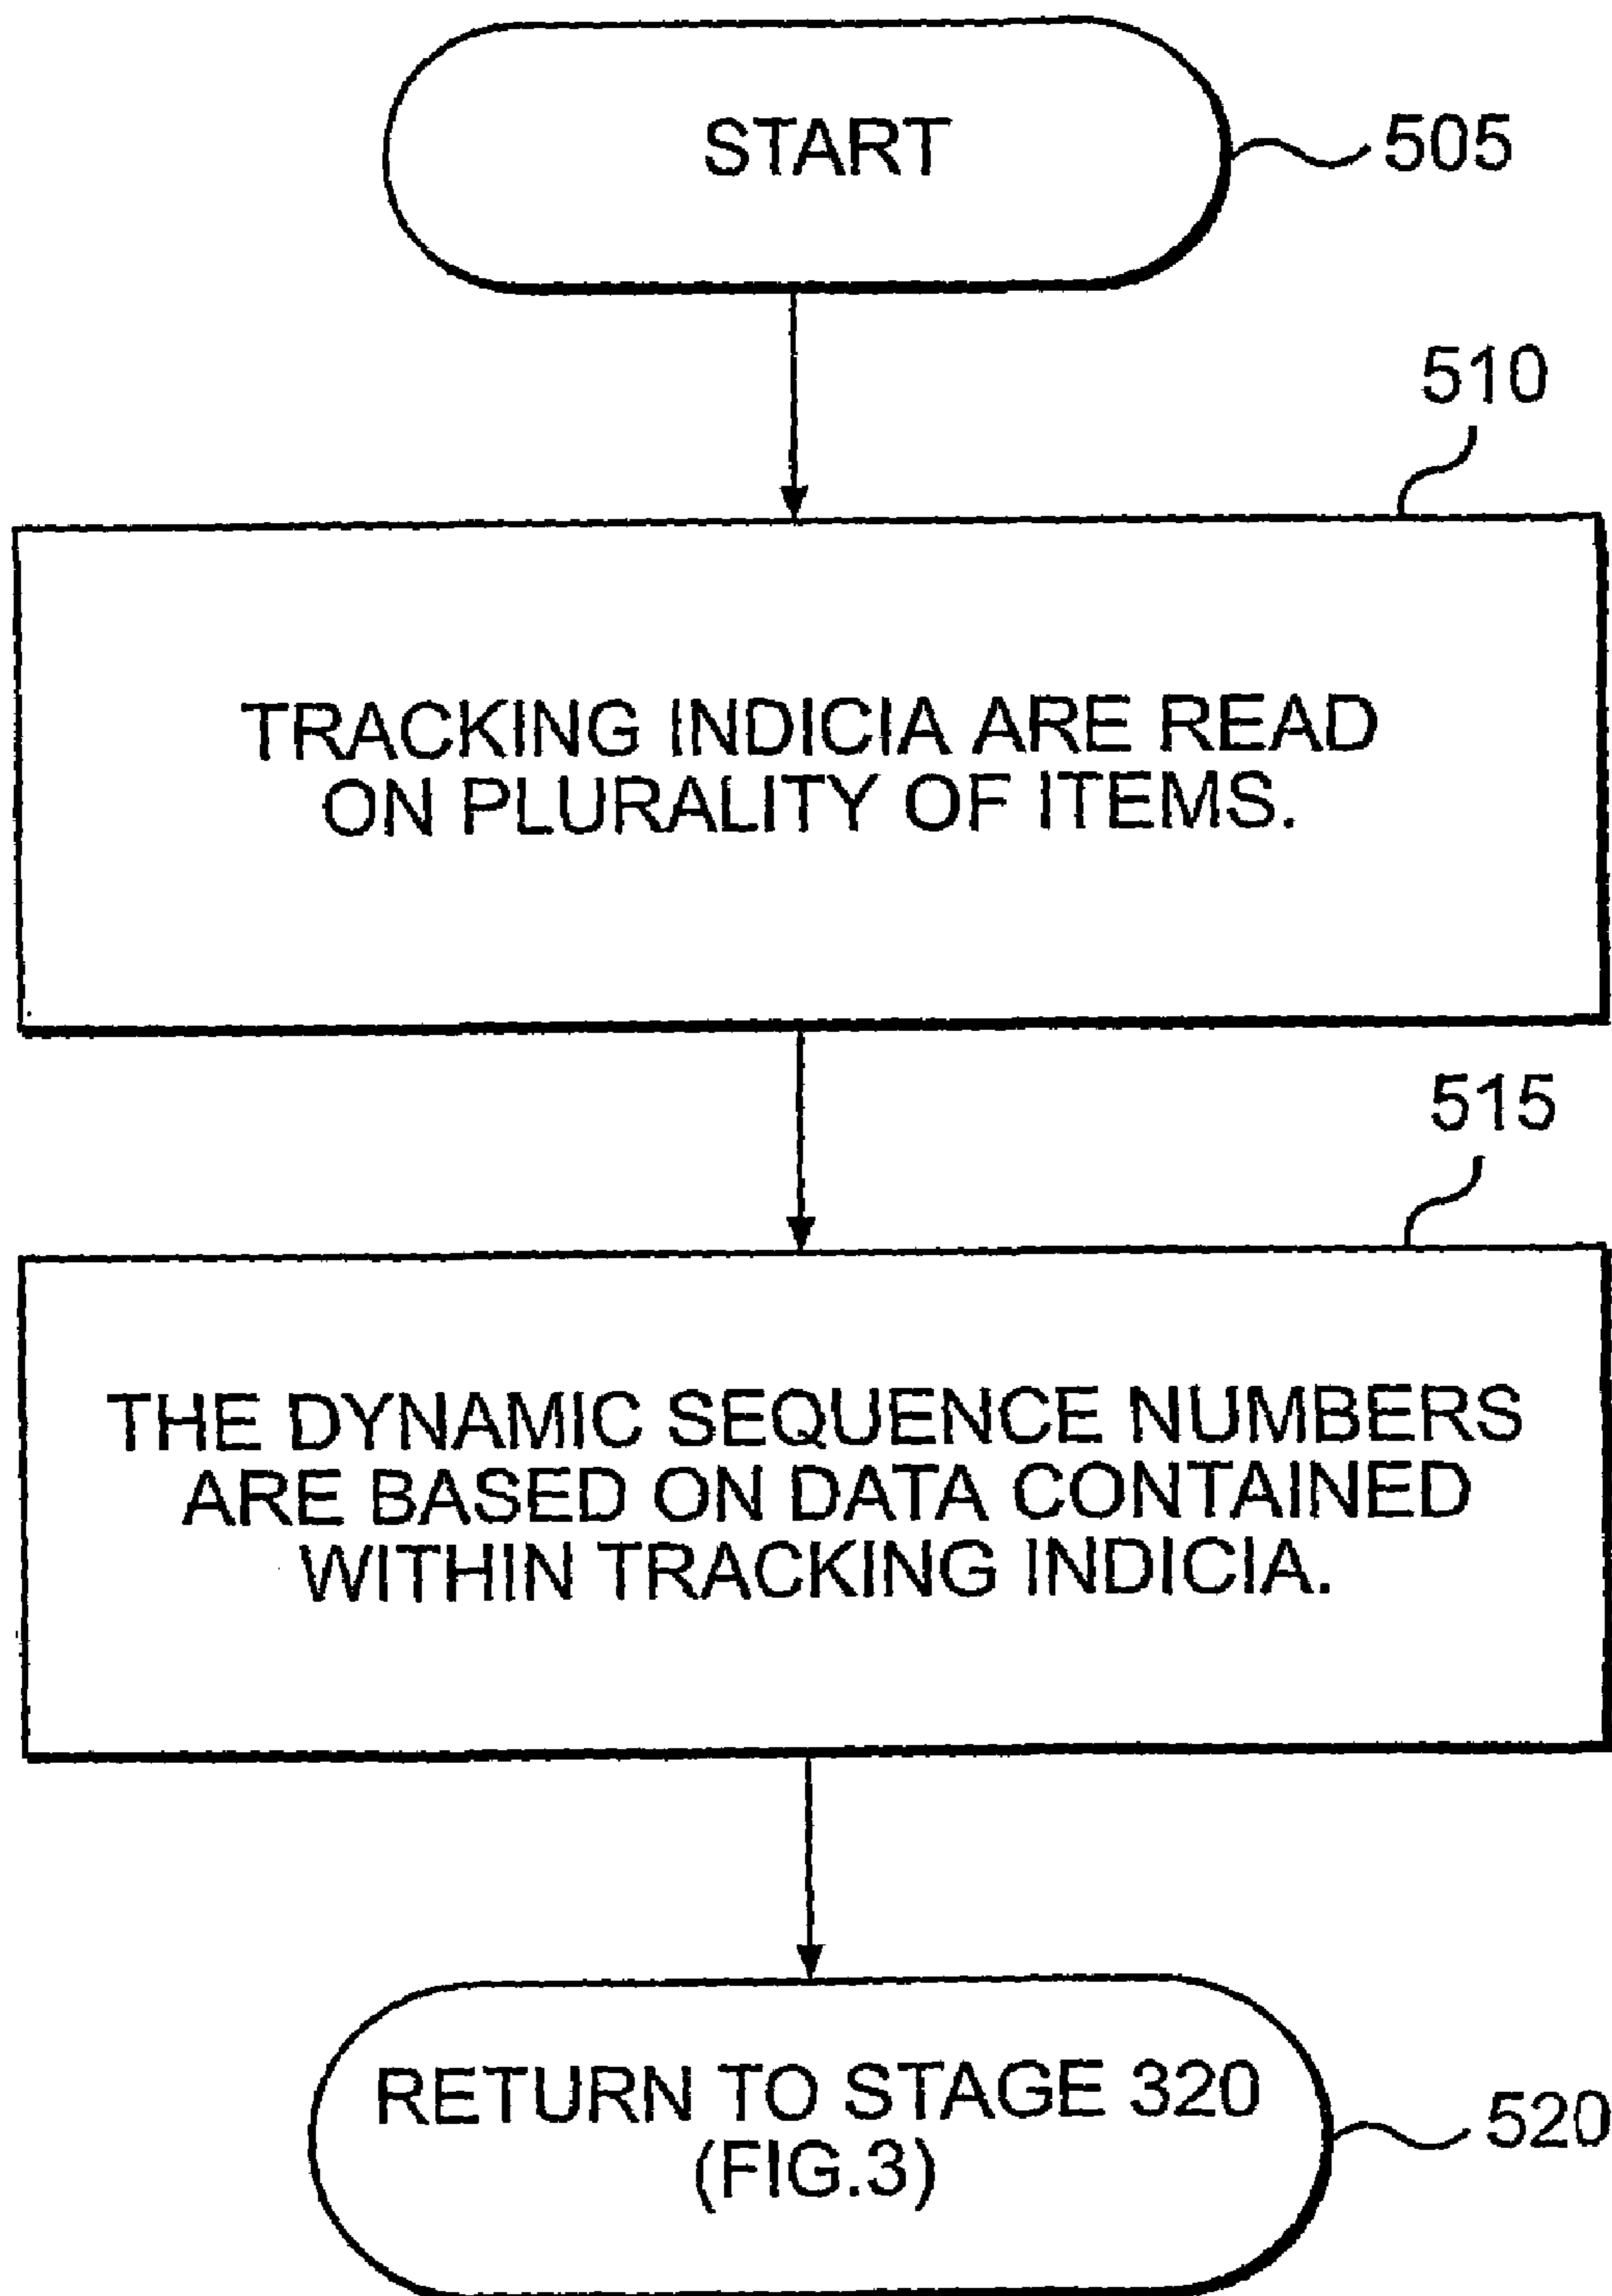 START
505
510
TRACKING INDICIA ARE READ
ON PLURALITY OF ITEMS.
515
THE DYNAMIC SEQUENCE NUMBERS
ARE BASED ON DATA CONTAINED
WITHIN TRACKING INDICIA.
RETURN TO STAGE 320
(FIG.3)
520